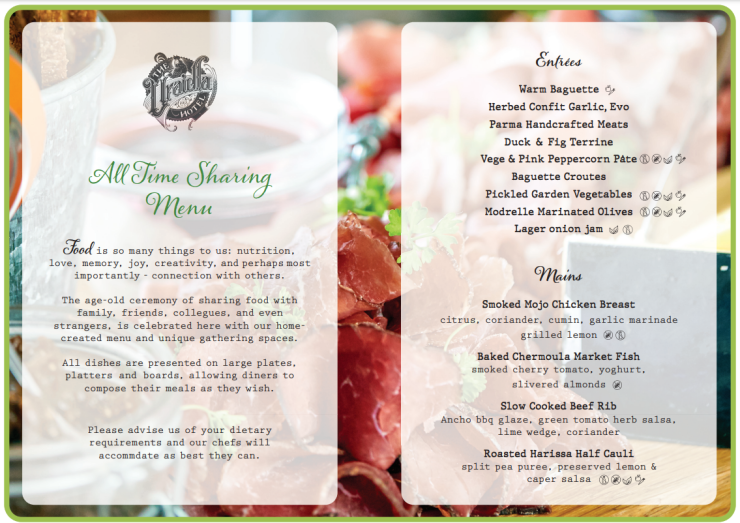 THE
Uraidla
HOTEL
All Time Sharing
Menu
Food is so many things to us: nutrition,
love, memory, joy, creativity, and perhaps most
importantly - connection with others.
The age-old ceremony of sharing food with
family, friends, collegues, and even
strangers, is celebrated here with our home-
created menu and unique gathering spaces.
All dishes are presented on large plates,
platters and boards, allowing diners to
compose their meals as they wish.
Please advise us of your dietary
requirements and our chefs will
accommdate as best they can.
Entrées
Warm Baguette
Herbed Confit Garlic, Evo
Parma Handcrafted Meats
Duck & Fig Terrine
Vege & Pink Peppercorn Pâte
Baguette Croutes
Pickled Garden Vegetables
Modrelle Marinated Olives
Lager onion jam
Mains
Smoked Mojo Chicken Breast
citrus, coriander, cumin, garlic marinade
grilled lemon
Baked Chermoula Market Fish
smoked cherry tomato, yoghurt,
slivered almonds
Slow Cooked Beef Rib
Ancho bbq glaze, green tomato herb salsa,
lime wedge, coriander
Roasted Harissa Half Cauli
split pea puree, preserved lemon &
caper salsa